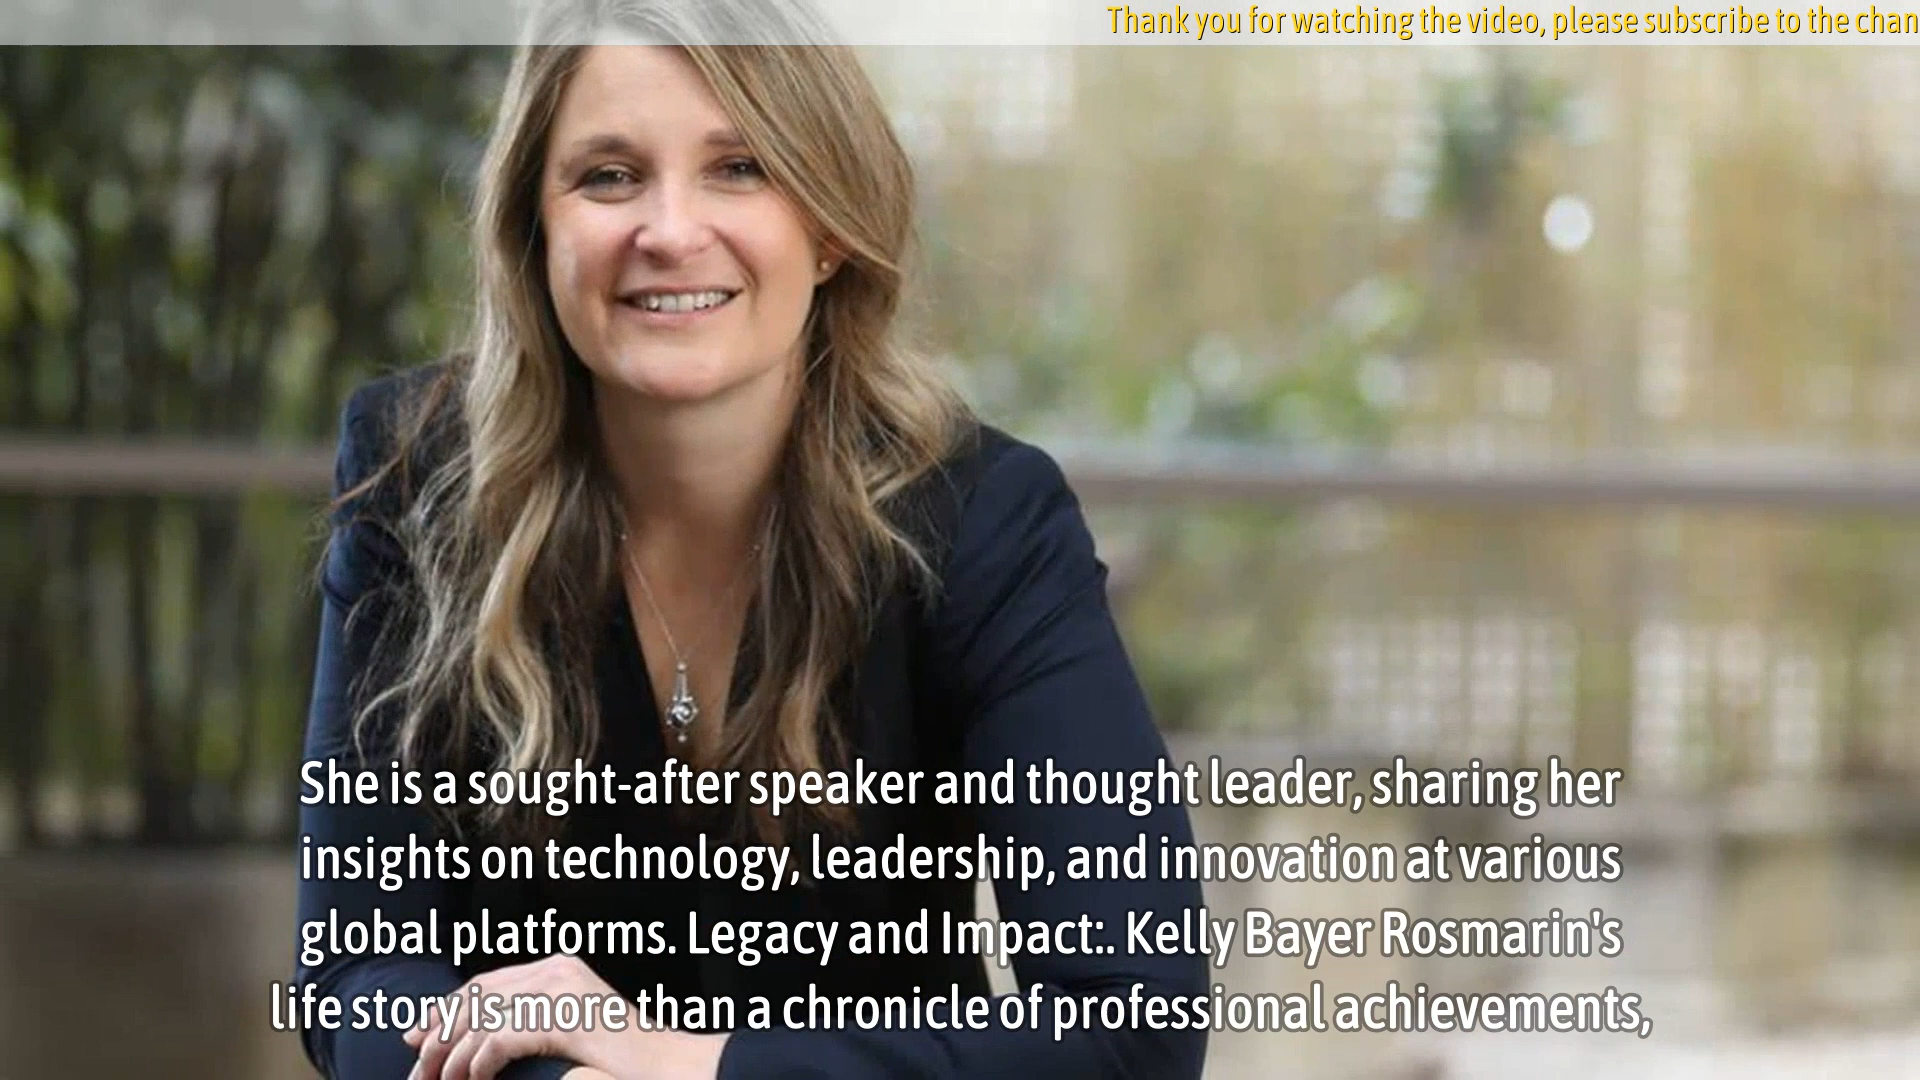 Thank you for watching the video, please subscribe to the chan
She is a sought-after speaker and thought leader, sharing her
insights on technology, leadership, and innovation at various
global platforms. Legacy and Impact:. Kelly Bayer Rosmarin's
life story is more than a chronicle of professional achievements,